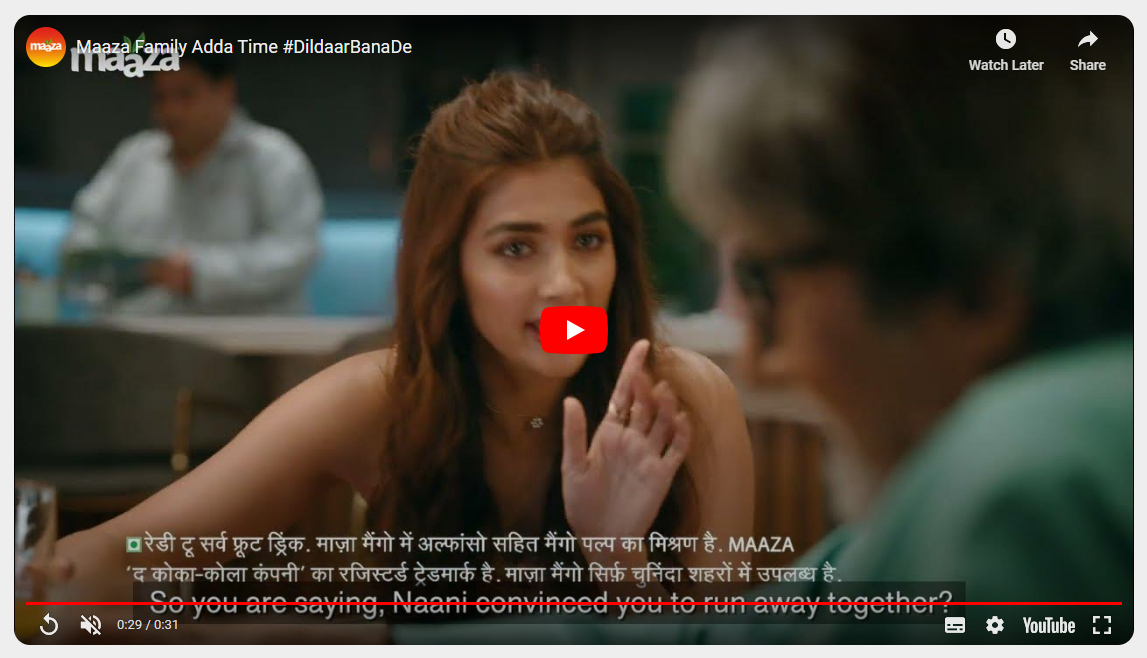 maaza
Maaza Family Adda Time #DildaarBanaDe
maaza
Watch Later
Share
रेडी टू सर्व फ्रूट ड्रिंक. माज़ा मैंगो में अल्फांसो सहित मैंगो पल्प का मिश्रण है. MAAZA
‘द कोका-कोला कंपनी’ का रजिस्टर्ड ट्रेडमार्क है. माज़ा मैंगो सिर्फ़ चुनिंदा शहरों में उपलब्ध है.
So you are saying, Naani convinced you to run away together?
0:29 / 0:31
YouTube